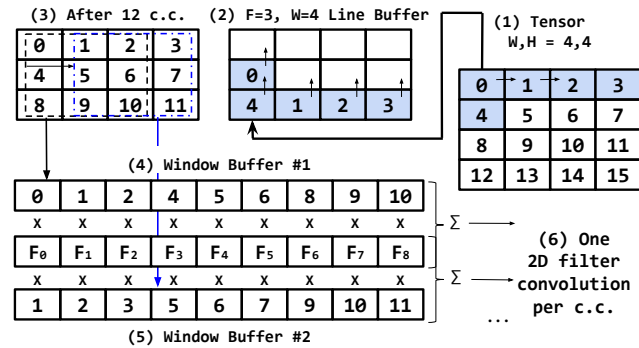 (3) After 12 c.c.
(2) F=3, W=4 Line Buffer
(1) Tensor
W,H = 4,4
0 1 2 3
4 5 6 7
8 9 10 11
0
4 1 2 3
0 1 2 3
4 5 6 7
8 9 10 11
12 13 14 15
(4) Window Buffer #1
0 1 2 4 5 6 8 9 10
x x x x x x x x x
F0 F1 F2 F3 F4 F5 F6 F7 F8
x x x x x x x x x
1 2 3 5 6 7 9 10 11
(5) Window Buffer #2
Σ
Σ
...
(6) One
2D filter
convolution
per c.c.